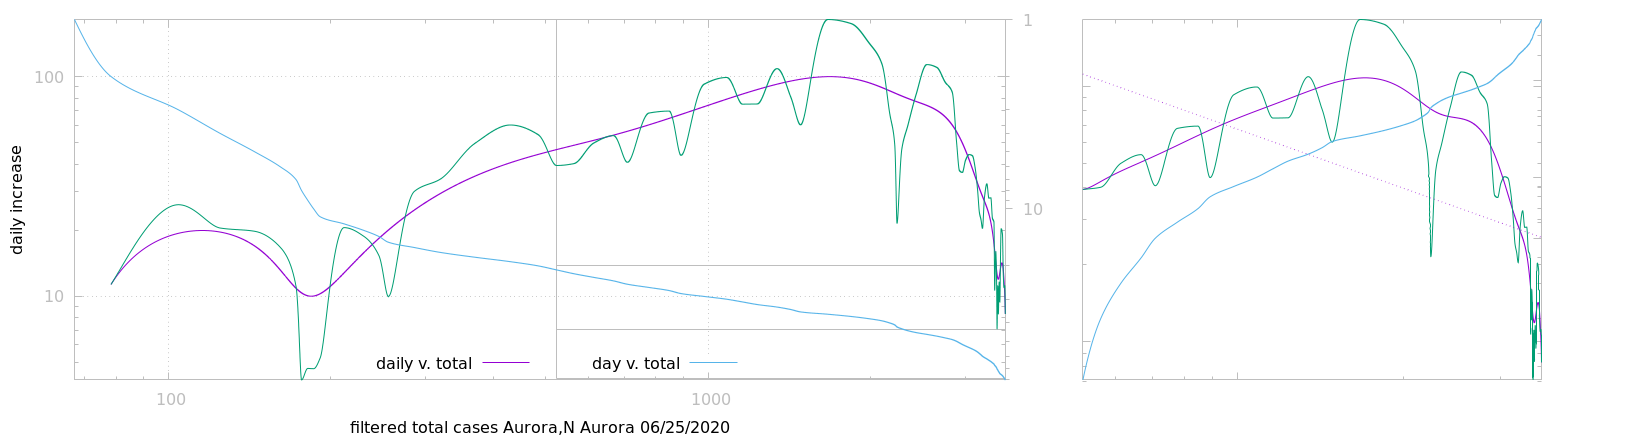 1
100
daily increase
10
10
daily v. total
day v. total
100
1000
filtered total cases Aurora,N Aurora 06/25/2020